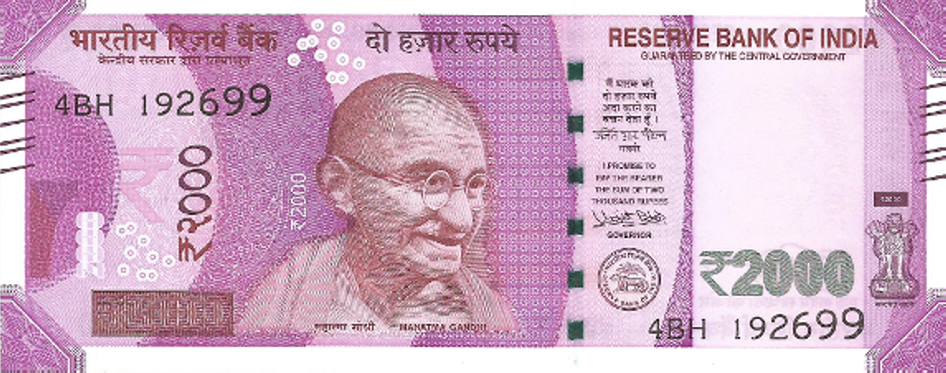 भारतीय रिज़र्व बैंक
केन्द्रीय सरकार द्वारा प्रत्याभूत
दो हज़ार रुपये
RESERVE BANK OF INDIA
GUARANTEED BY THE CENTRAL GOVERNMENT
4BH 192699
₹२०००
₹2000
मैं धारक को
दो हज़ार रुपये
अदा करने का
वचन देता हूँ ।
गवर्नर
I PROMISE TO
PAY THE BEARER
THE SUM OF TWO
THOUSAND RUPEES
GOVERNOR
₹2000
4BH 192699
महात्मा गांधी MAHATMA GANDHI